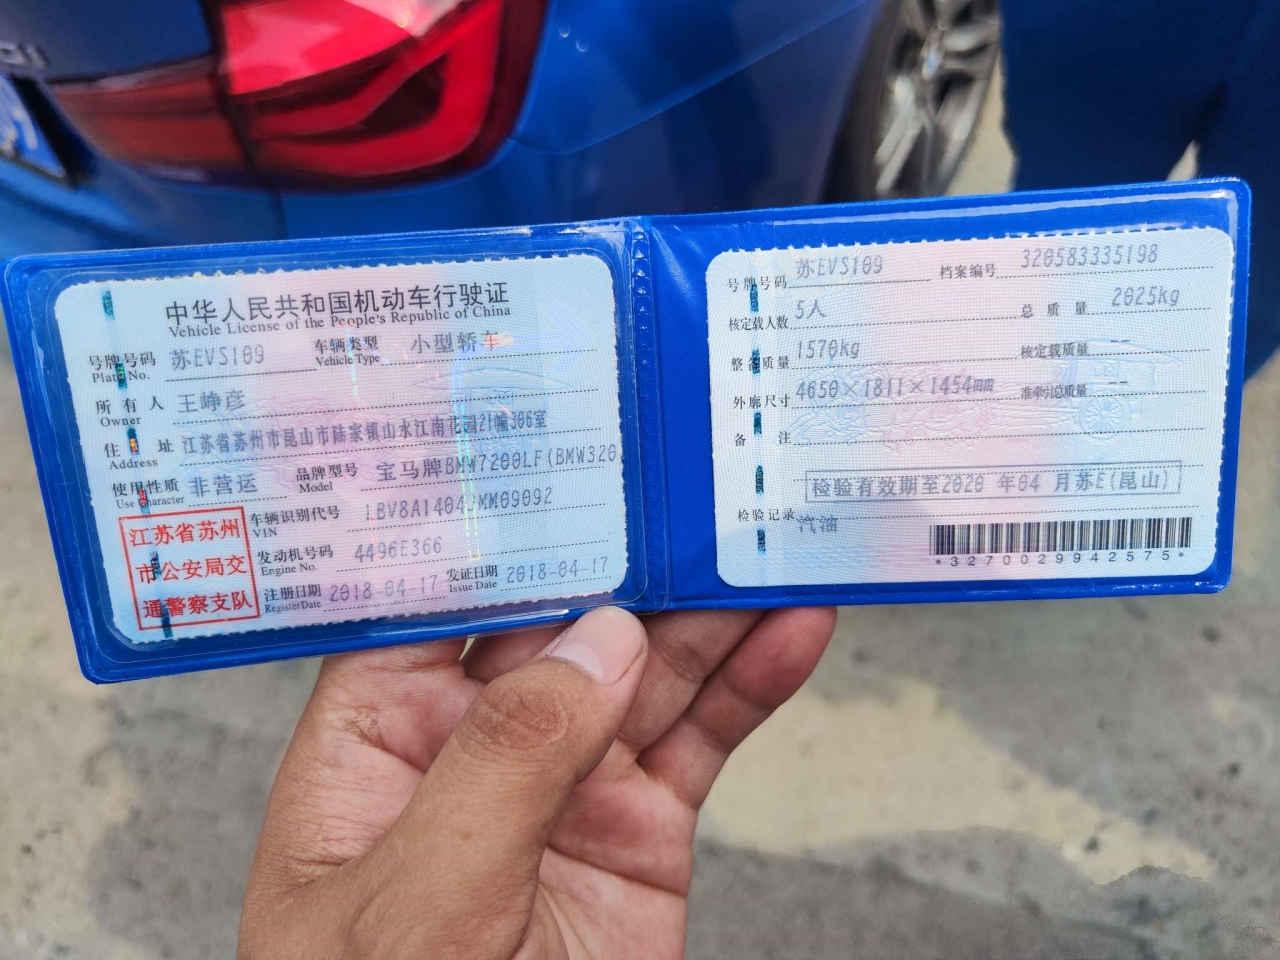 中华人民共和国机动车行驶证
Vehicle License of the People's Republic of China
号牌号码 苏EVS109 车辆类型 小型轿车
Plate No. Vehicle Type
所有人 王峥彦
Owner
住址 江苏省苏州市昆山市陆家镇山水江南花园21幢306室
Address
使用性质 非营运 品牌型号 宝马牌BMW7200LF(BMW320
Use Character Model
江苏省苏州
市公安局交
通警察支队
车辆识别代号
VIN
发动机号码 4496E366
Engine No.
注册日期 2018-04-17 发证日期 2018-04-17
Register Date Issue Date
号牌号码 苏EVS109 档案编号 320583335198
核定载人数 5人 总质量 2025kg
整备质量 1570kg 核定载质量 --
外廓尺寸 4650×1811×1454mm 准牵引总质量 --
备注
检验有效期至2020年04月苏E(昆山)
检验记录
汽油
*3270029942575*